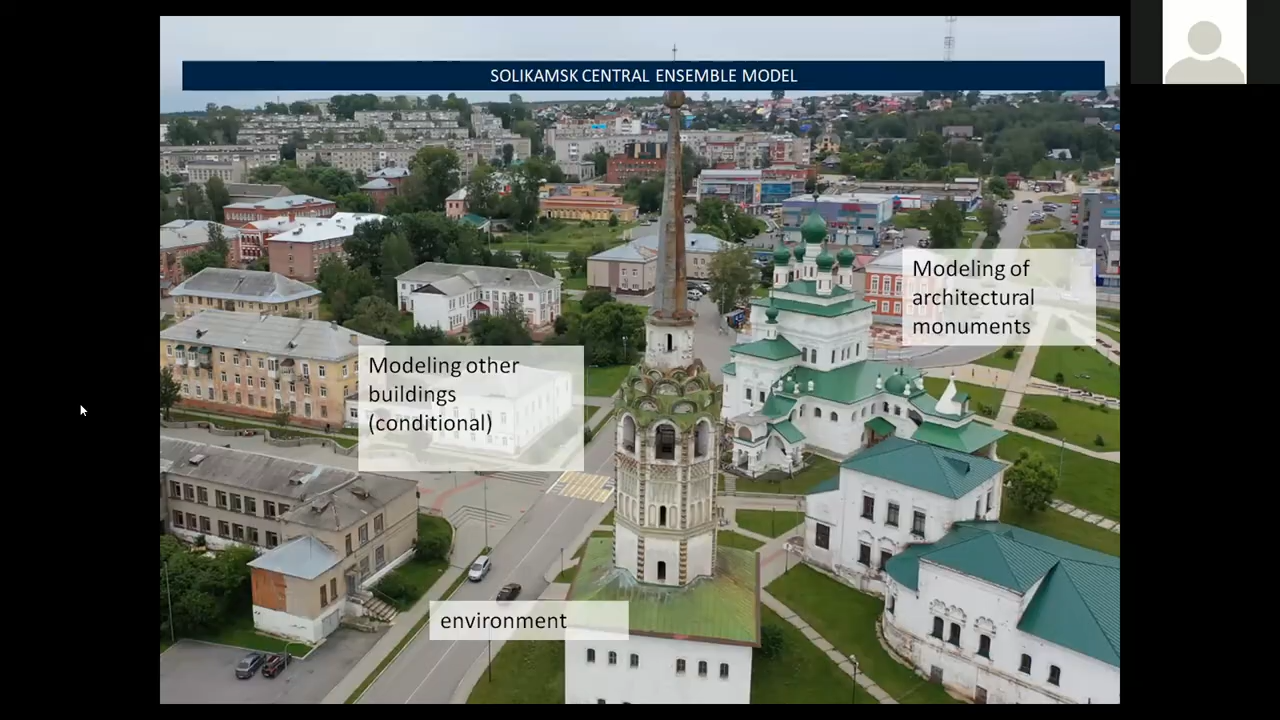 SOLIKAMSK CENTRAL ENSEMBLE MODEL
Modeling of
architectural
monuments
Modeling other
buildings
(conditional)
environment